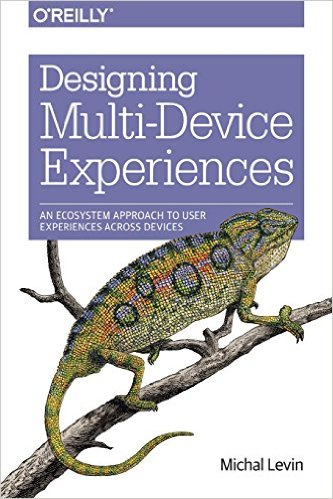 O'REILLY®
Designing
Multi-Device
Experiences
AN ECOSYSTEM APPROACH TO USER
EXPERIENCES ACROSS DEVICES
Michal Levin